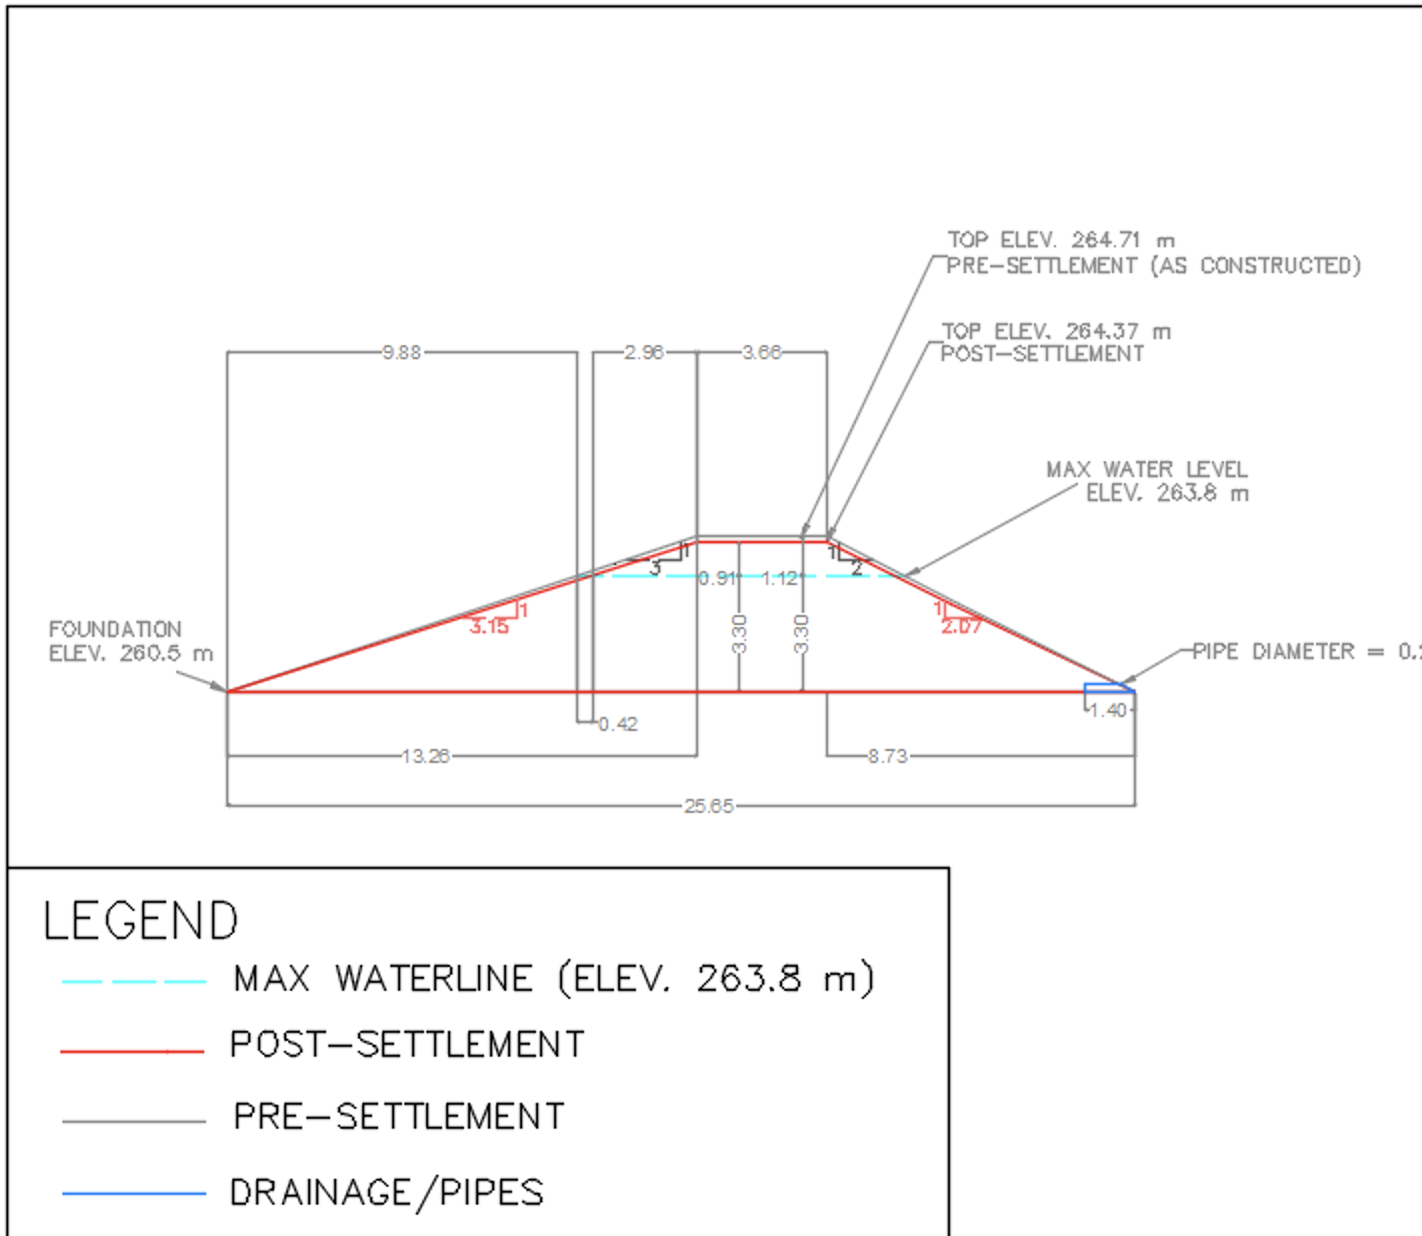 TOP ELEV. 264.71 m
PRE-SETTLEMENT (AS CONSTRUCTED)
TOP ELEV. 264.37 m
POST-SETTLEMENT
9.88
2.96
3.66
MAX WATER LEVEL
ELEV. 263.8 m
1
3
1
2
0.91
1.12
3.15
1
3.30
3.30
1
2.07
FOUNDATION
ELEV. 260.5 m
PIPE DIAMETER = 0.
1.40
0.42
13.26
8.73
25.65
LEGEND
MAX WATERLINE (ELEV. 263.8 m)
POST-SETTLEMENT
PRE-SETTLEMENT
DRAINAGE/PIPES